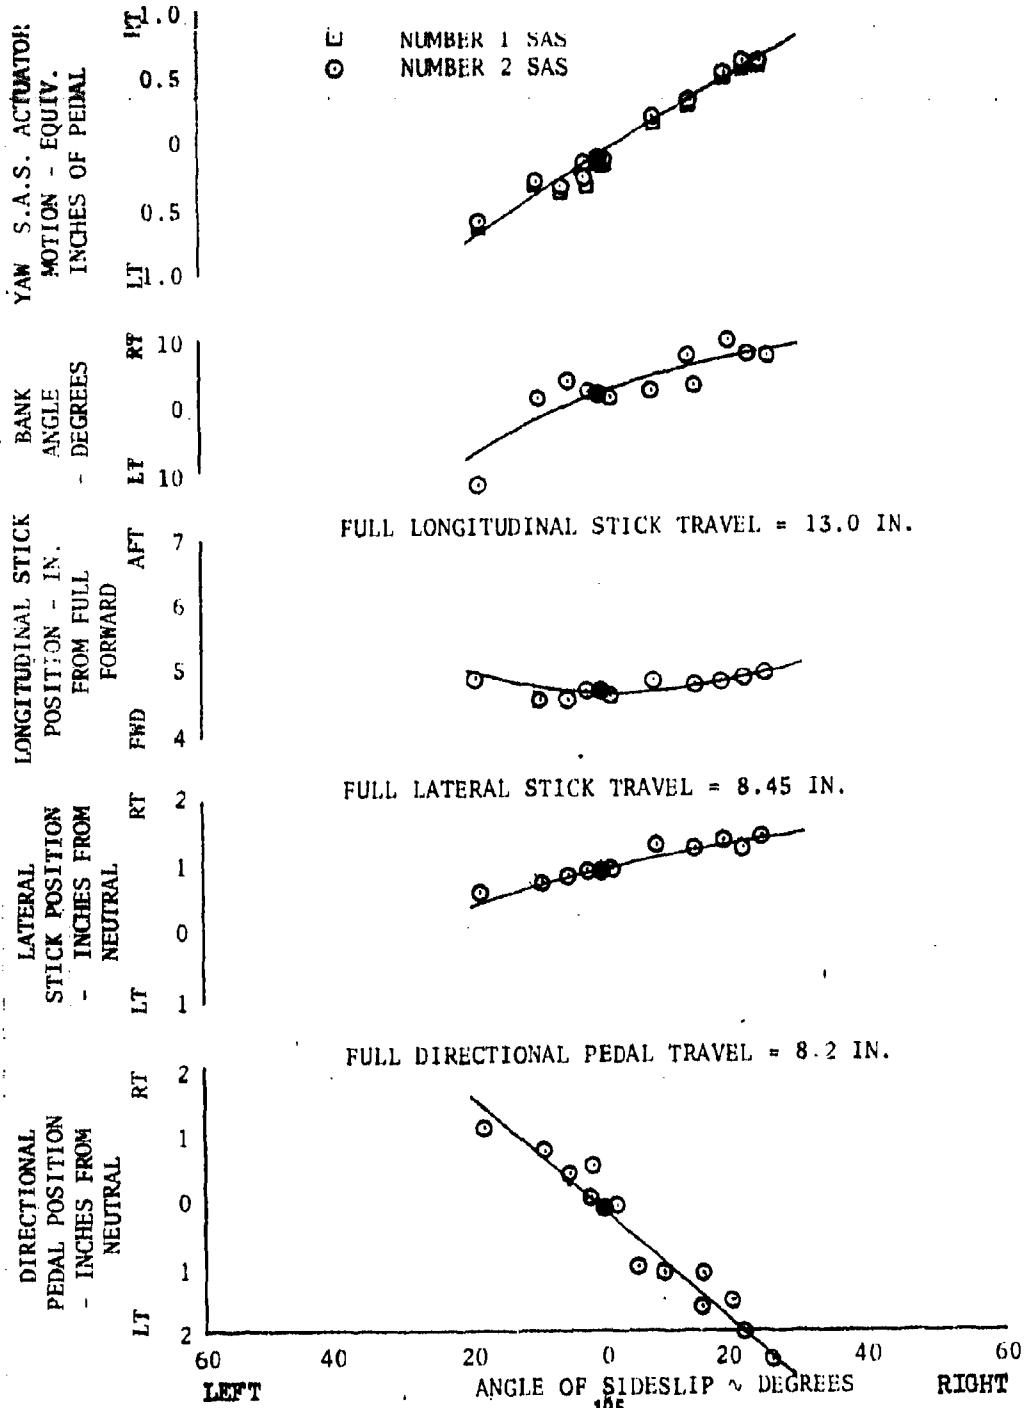 NUMBER 1 SAS
NUMBER 2 SAS
YAW S.A.S. ACTUATOR
MOTION - EQUIV.
INCHES OF PEDAL
RT
1.0
0.5
0
0.5
1.0
LT
BANK
ANGLE
- DEGREES
RT
10
0
10
LT
FULL LONGITUDINAL STICK TRAVEL = 13.0 IN.
LONGITUDINAL STICK
POSITION - IN.
FROM FULL
FORWARD
AFT
7
6
5
4
FWD
FULL LATERAL STICK TRAVEL = 8.45 IN.
LATERAL
STICK POSITION
- INCHES FROM
NEUTRAL
RT
2
1
0
1
LT
FULL DIRECTIONAL PEDAL TRAVEL = 8.2 IN.
DIRECTIONAL
PEDAL POSITION
- INCHES FROM
NEUTRAL
RT
2
1
0
1
2
LT
60 40 20 0 20 40 60
LEFT ANGLE OF SIDESLIP ~ DEGREES RIGHT